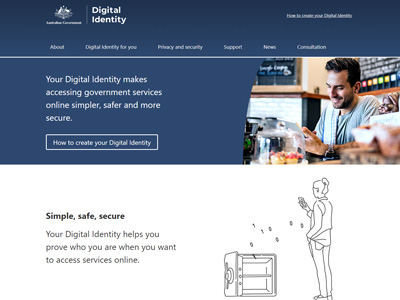 Australian Government
Digital
Identity
How to create your Digital Identity
About
Digital Identity for you
Privacy and security
Support
News
Consultation
Your Digital Identity makes
accessing government services
online simpler, safer and more
secure.
How to create your Digital Identity
Simple, safe, secure
Your Digital Identity helps you
prove who you are when you want
to access services online.